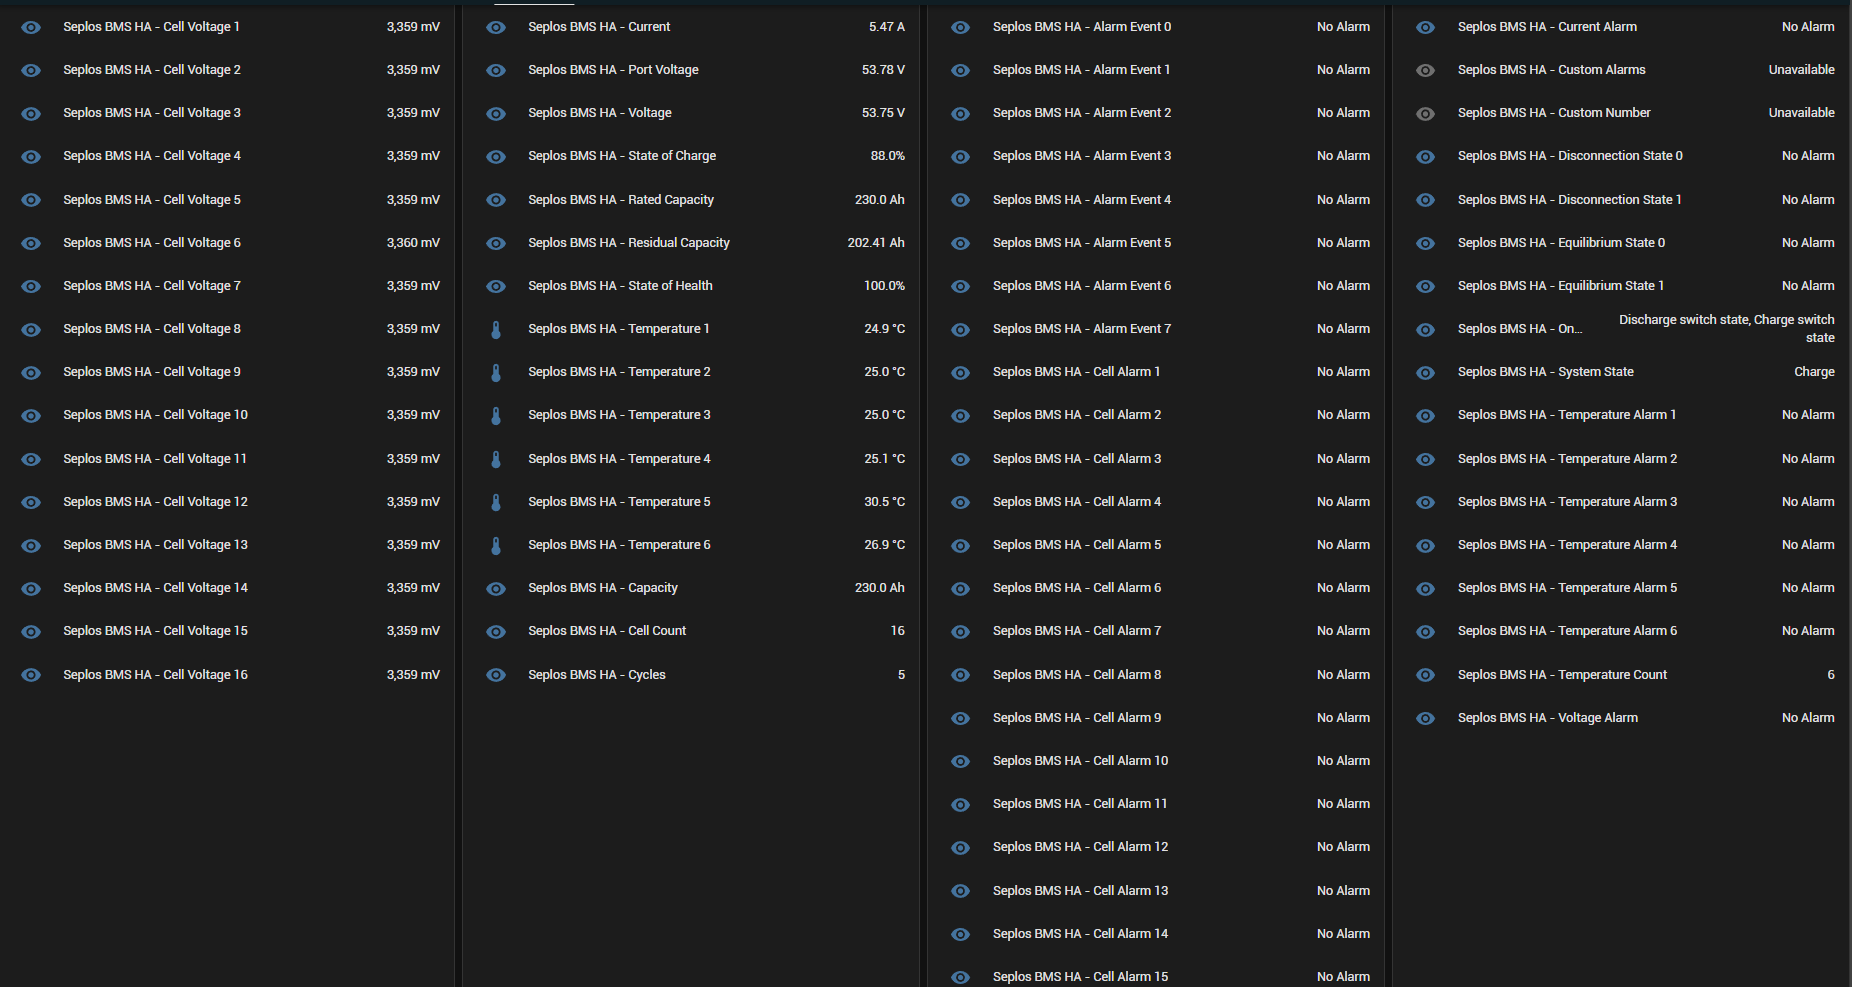 Seplos BMS HA - Cell Voltage 1 3,359 mV
Seplos BMS HA - Cell Voltage 2 3,359 mV
Seplos BMS HA - Cell Voltage 3 3,359 mV
Seplos BMS HA - Cell Voltage 4 3,359 mV
Seplos BMS HA - Cell Voltage 5 3,359 mV
Seplos BMS HA - Cell Voltage 6 3,360 mV
Seplos BMS HA - Cell Voltage 7 3,359 mV
Seplos BMS HA - Cell Voltage 8 3,359 mV
Seplos BMS HA - Cell Voltage 9 3,359 mV
Seplos BMS HA - Cell Voltage 10 3,359 mV
Seplos BMS HA - Cell Voltage 11 3,359 mV
Seplos BMS HA - Cell Voltage 12 3,359 mV
Seplos BMS HA - Cell Voltage 13 3,359 mV
Seplos BMS HA - Cell Voltage 14 3,359 mV
Seplos BMS HA - Cell Voltage 15 3,359 mV
Seplos BMS HA - Cell Voltage 16 3,359 mV
Seplos BMS HA - Current 5.47 A
Seplos BMS HA - Port Voltage 53.78 V
Seplos BMS HA - Voltage 53.75 V
Seplos BMS HA - State of Charge 88.0%
Seplos BMS HA - Rated Capacity 230.0 Ah
Seplos BMS HA - Residual Capacity 202.41 Ah
Seplos BMS HA - State of Health 100.0%
Seplos BMS HA - Temperature 1 24.9 °C
Seplos BMS HA - Temperature 2 25.0 °C
Seplos BMS HA - Temperature 3 25.0 °C
Seplos BMS HA - Temperature 4 25.1 °C
Seplos BMS HA - Temperature 5 30.5 °C
Seplos BMS HA - Temperature 6 26.9 °C
Seplos BMS HA - Capacity 230.0 Ah
Seplos BMS HA - Cell Count 16
Seplos BMS HA - Cycles 5
Seplos BMS HA - Alarm Event 0 No Alarm
Seplos BMS HA - Alarm Event 1 No Alarm
Seplos BMS HA - Alarm Event 2 No Alarm
Seplos BMS HA - Alarm Event 3 No Alarm
Seplos BMS HA - Alarm Event 4 No Alarm
Seplos BMS HA - Alarm Event 5 No Alarm
Seplos BMS HA - Alarm Event 6 No Alarm
Seplos BMS HA - Alarm Event 7 No Alarm
Seplos BMS HA - Cell Alarm 1 No Alarm
Seplos BMS HA - Cell Alarm 2 No Alarm
Seplos BMS HA - Cell Alarm 3 No Alarm
Seplos BMS HA - Cell Alarm 4 No Alarm
Seplos BMS HA - Cell Alarm 5 No Alarm
Seplos BMS HA - Cell Alarm 6 No Alarm
Seplos BMS HA - Cell Alarm 7 No Alarm
Seplos BMS HA - Cell Alarm 8 No Alarm
Seplos BMS HA - Cell Alarm 9 No Alarm
Seplos BMS HA - Cell Alarm 10 No Alarm
Seplos BMS HA - Cell Alarm 11 No Alarm
Seplos BMS HA - Cell Alarm 12 No Alarm
Seplos BMS HA - Cell Alarm 13 No Alarm
Seplos BMS HA - Cell Alarm 14 No Alarm
Seplos BMS HA - Cell Alarm 15 No Alarm
Seplos BMS HA - Current Alarm No Alarm
Seplos BMS HA - Custom Alarms Unavailable
Seplos BMS HA - Custom Number Unavailable
Seplos BMS HA - Disconnection State 0 No Alarm
Seplos BMS HA - Disconnection State 1 No Alarm
Seplos BMS HA - Equilibrium State 0 No Alarm
Seplos BMS HA - Equilibrium State 1 No Alarm
Seplos BMS HA - On... Discharge switch state, Charge switch
state
Seplos BMS HA - System State Charge
Seplos BMS HA - Temperature Alarm 1 No Alarm
Seplos BMS HA - Temperature Alarm 2 No Alarm
Seplos BMS HA - Temperature Alarm 3 No Alarm
Seplos BMS HA - Temperature Alarm 4 No Alarm
Seplos BMS HA - Temperature Alarm 5 No Alarm
Seplos BMS HA - Temperature Alarm 6 No Alarm
Seplos BMS HA - Temperature Count 6
Seplos BMS HA - Voltage Alarm No Alarm